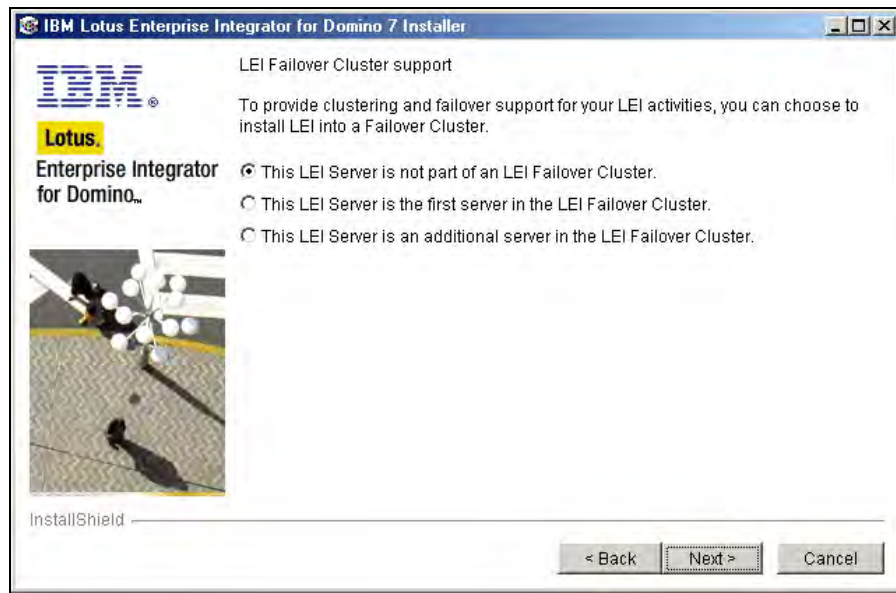 IBM Lotus Enterprise Integrator for Domino 7 Installer
IBM®
Lotus.
Enterprise Integrator
for Domino™
LEI Failover Cluster support
To provide clustering and failover support for your LEI activities, you can choose to
install LEI into a Failover Cluster.
This LEI Server is not part of an LEI Failover Cluster.
This LEI Server is the first server in the LEI Failover Cluster.
This LEI Server is an additional server in the LEI Failover Cluster.
InstallShield
< Back
Next >
Cancel